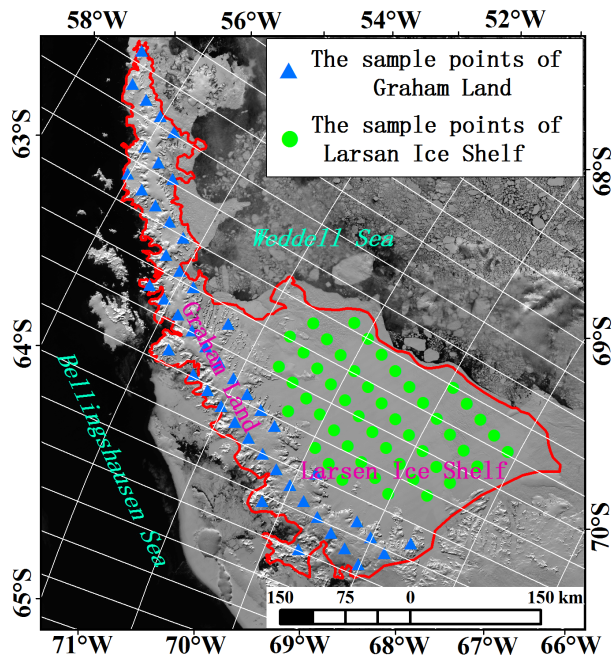 58°W 56°W 54°W 52°W
The sample points of
Graham Land
The sample points of
Larsan Ice Shelf
63°S
68°S
Weddell Sea
Graham Land
64°S
69°S
Bellingshausen Sea
Larsen Ice Shelf
70°S
65°S
150 75 0 150 km
71°W 70°W 69°W 68°W 67°W 66°W